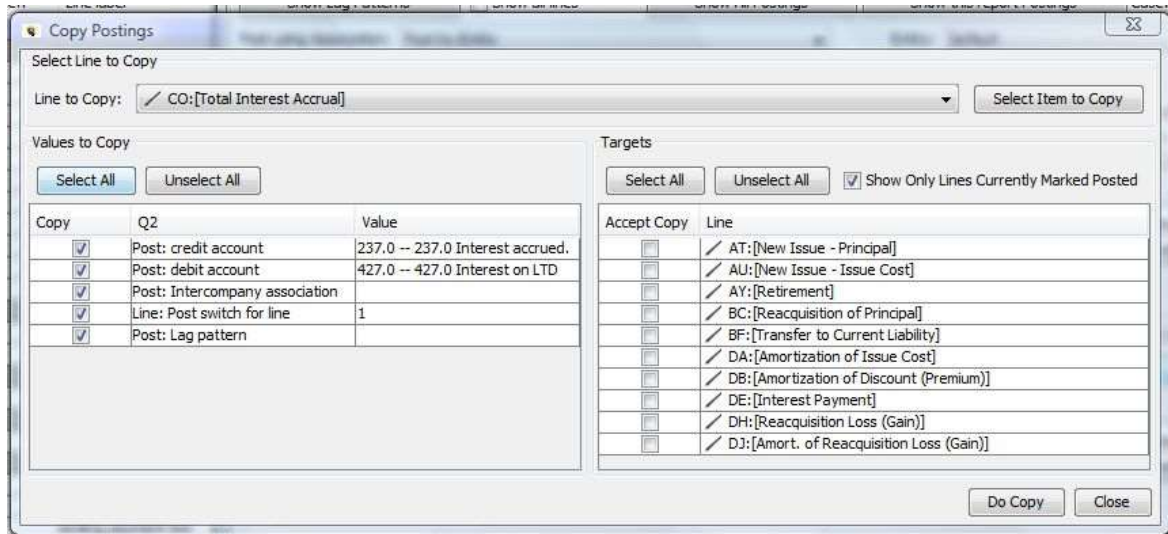 Copy Postings
Select Line to Copy
Line to Copy: CO:[Total Interest Accrual] Select Item to Copy
Values to Copy
Select All Unselect All
Copy Q2 Value
Post: credit account 237.0 -- 237.0 Interest accrued.
Post: debit account 427.0 -- 427.0 Interest on LTD
Post: Intercompany association
Line: Post switch for line 1
Post: Lag pattern
Targets
Select All Unselect All Show Only Lines Currently Marked Posted
Accept Copy Line
AT:[New Issue - Principal]
AU:[New Issue - Issue Cost]
AY:[Retirement]
BC:[Reacquisition of Principal]
BF:[Transfer to Current Liability]
DA:[Amortization of Issue Cost]
DB:[Amortization of Discount (Premium)]
DE:[Interest Payment]
DH:[Reacquisition Loss (Gain)]
DJ:[Amort. of Reacquisition Loss (Gain)]
Do Copy Close